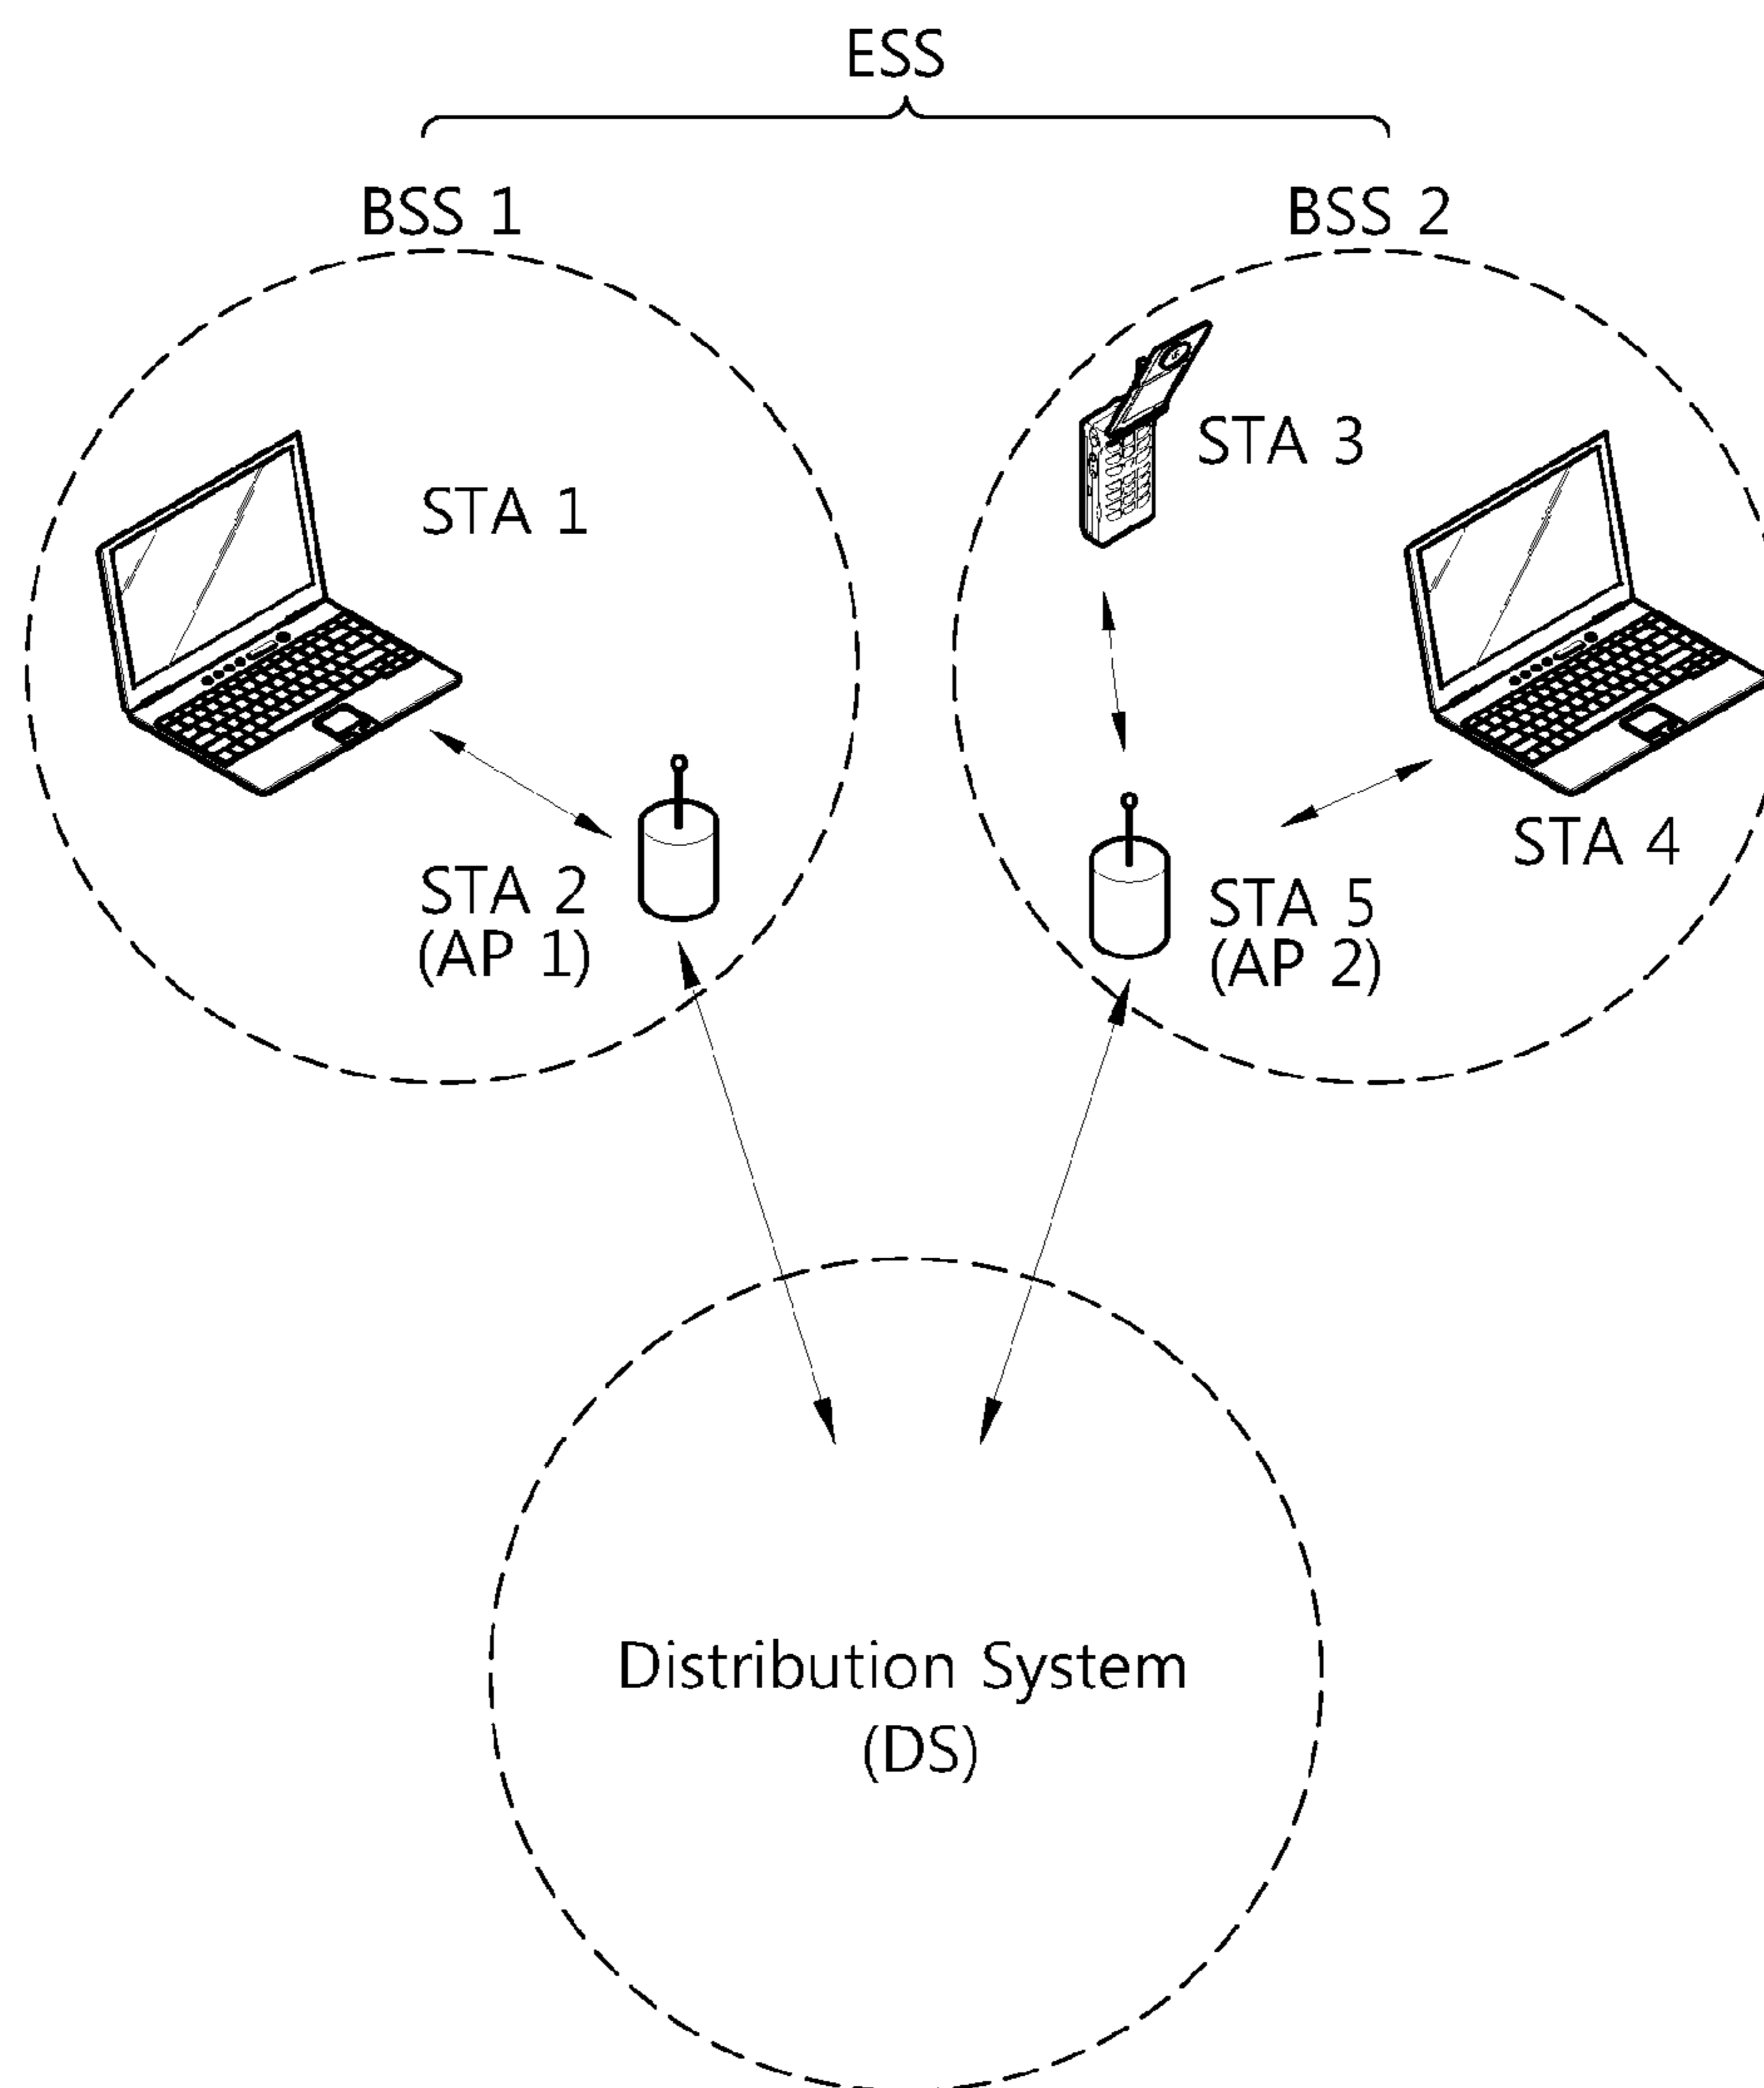 ESS
BSS 1
BSS 2
STA 1
STA 3
STA 2
(AP 1)
STA 4
STA 5
(AP 2)
Distribution System
(DS)